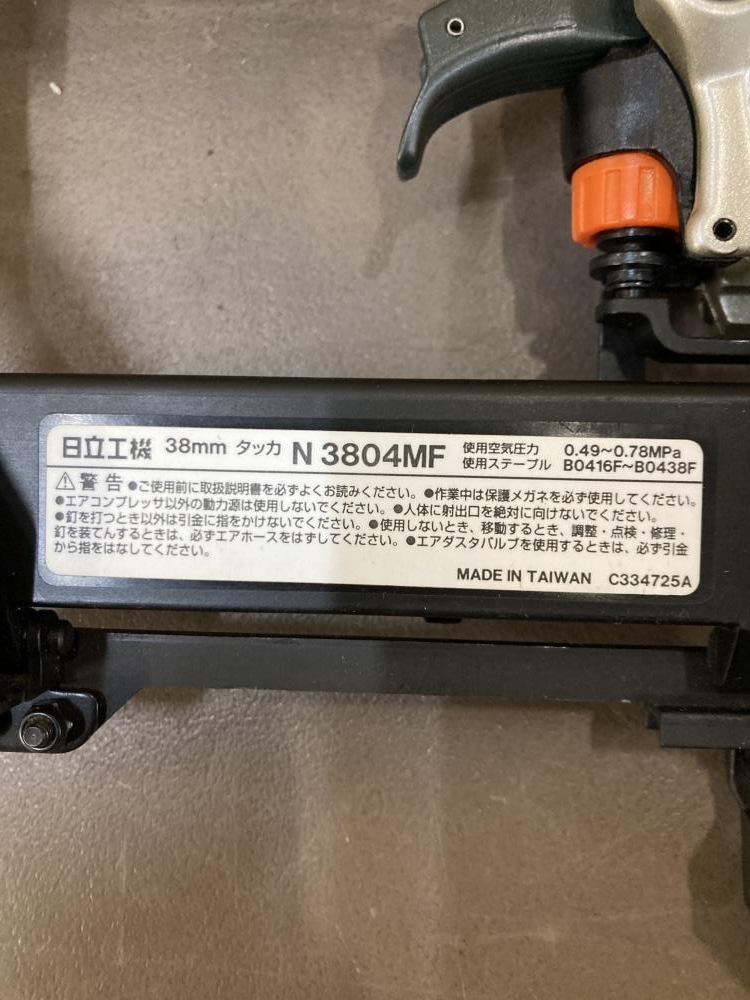 日立工機 38mm タッカ N 3804MF 使用空気圧力 0.49~0.78MPa
使用ステープル B0416F~B0438F
⚠警告 ●ご使用前に取扱説明書を必ずよくお読みください。●作業中は保護メガネを必ず使用してください。
●エアコンプレッサ以外の動力源は使用しないでください。●人体に射出口を絶対に向けないでください。
●釘を打つとき以外は引金に指をかけないでください。●使用しないとき、移動するとき、調整・点検・修理・
釘を装てんするときは、必ずエアホースをはずしてください。●エアダスタバルブを使用するときは、必ず引金
から指をはなしてください。
MADE IN TAIWAN C334725A